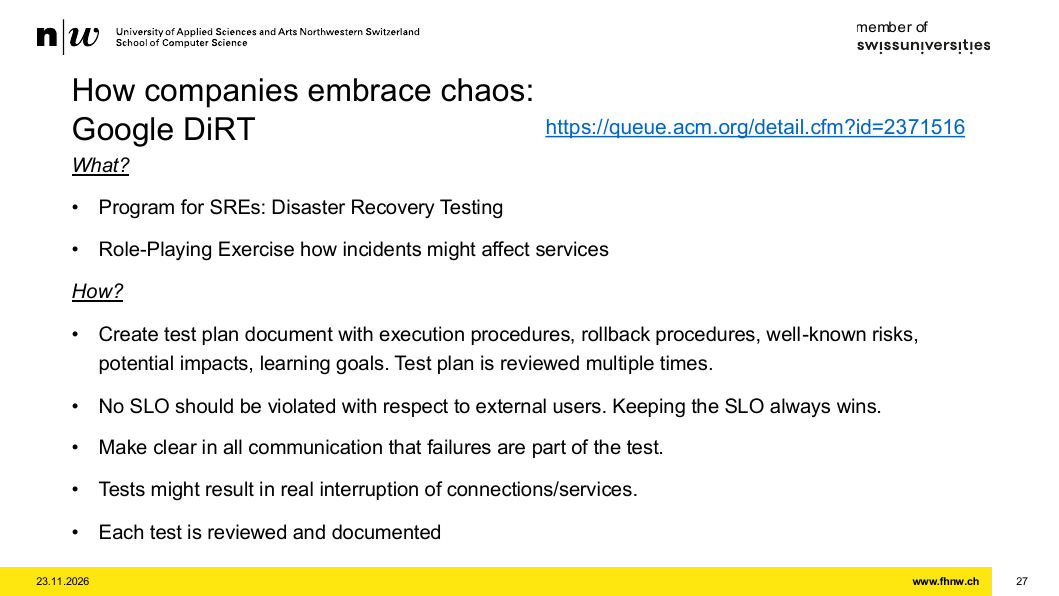 n|w University of Applied Sciences and Arts Northwestern Switzerland
School of Computer Science
member of
swissuniversities
How companies embrace chaos:
Google DiRT
https://queue.acm.org/detail.cfm?id=2371516
What?
• Program for SREs: Disaster Recovery Testing
• Role-Playing Exercise how incidents might affect services
How?
• Create test plan document with execution procedures, rollback procedures, well-known risks,
potential impacts, learning goals. Test plan is reviewed multiple times.
• No SLO should be violated with respect to external users. Keeping the SLO always wins.
• Make clear in all communication that failures are part of the test.
• Tests might result in real interruption of connections/services.
• Each test is reviewed and documented
23.11.2026
www.fhnw.ch
27